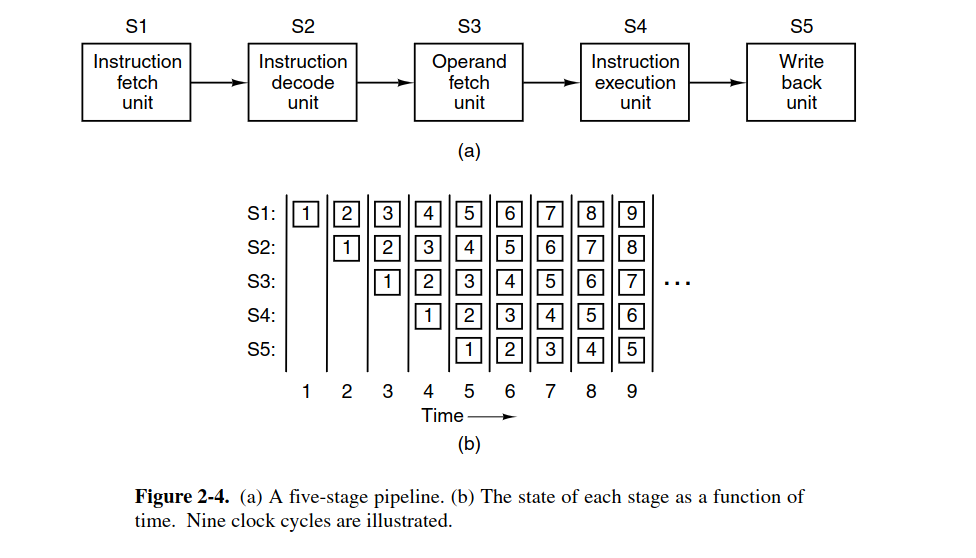 S1 S2 S3 S4 S5
Instruction fetch unit
Instruction decode unit
Operand fetch unit
Instruction execution unit
Write back unit
(a)
S1: 1 2 3 4 5 6 7 8 9
S2: 1 2 3 4 5 6 7 8
S3: 1 2 3 4 5 6 7 ...
S4: 1 2 3 4 5 6
S5: 1 2 3 4 5
1 2 3 4 5 6 7 8 9
Time
(b)
Figure 2-4. (a) A five-stage pipeline. (b) The state of each stage as a function of
time. Nine clock cycles are illustrated.